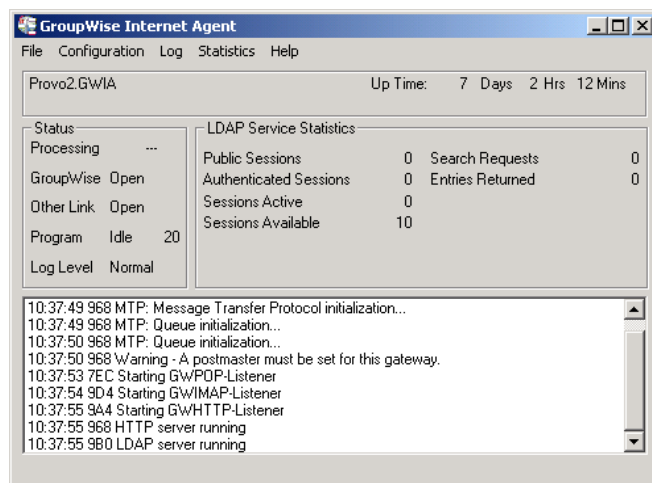 GroupWise Internet Agent
File Configuration Log Statistics Help
Provo2.GWIA Up Time: 7 Days 2 Hrs 12 Mins
Status
Processing ---
GroupWise Open
Other Link Open
Program Idle 20
Log Level Normal
LDAP Service Statistics
Public Sessions 0 Search Requests 0
Authenticated Sessions 0 Entries Returned 0
Sessions Active 0
Sessions Available 10
10:37:49 968 MTP: Message Transfer Protocol initialization...
10:37:49 968 MTP: Queue initialization...
10:37:50 968 MTP: Queue initialization...
10:37:50 968 Warning - A postmaster must be set for this gateway.
10:37:53 7EC Starting GWPOP-Listener
10:37:54 9D4 Starting GWIMAP-Listener
10:37:55 9A4 Starting GWHTTP-Listener
10:37:55 968 HTTP server running
10:37:55 9B0 LDAP server running